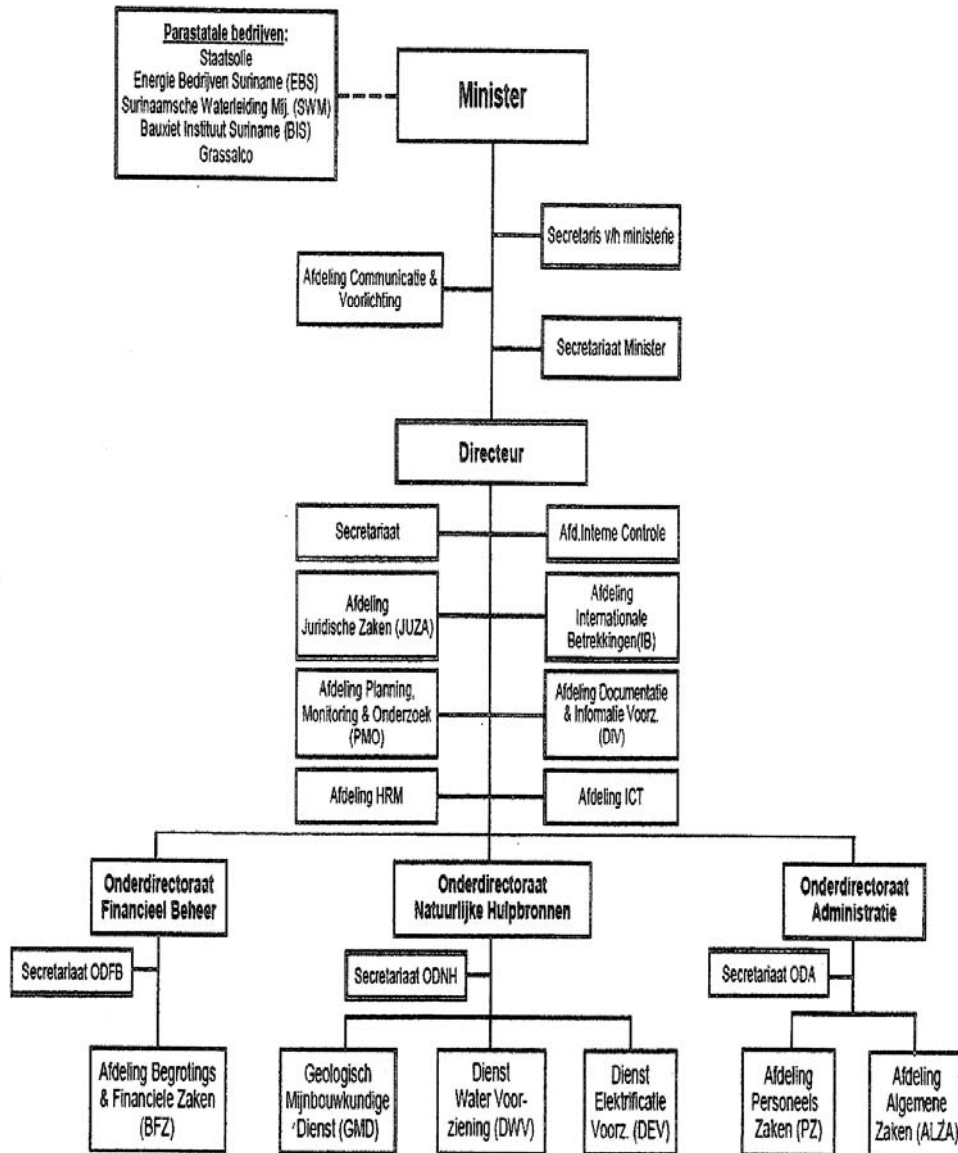 Parastatale bedrijven:
Staatsolie
Energie Bedrijven Suriname (EBS)
Surinaamsche Waterleiding Mij. (SWM)
Bauxiet Instituut Suriname (BIS)
Grassalco
Minister
Secretaris v/h ministerie
Afdeling Communicatie &
Voorlichting
Secretariaat Minister
Directeur
Secretariaat
Afd.Interne Controle
Afdeling
Juridische Zaken (JUZA)
Afdeling
Internationale
Betrekkingen(IB)
Afdeling Planning,
Monitoring & Onderzoek
(PMO)
Afdeling Documentatie
& Informatie Voorz.
(DIV)
Afdeling HRM
Afdeling ICT
Onderdirectoraat
Financieel Beheer
Onderdirectoraat
Natuurlijke Hulpbronnen
Onderdirectoraat
Administratie
Secretariaat ODFB
Secretariaat ODNH
Secretariaat ODA
Afdeling Begrotings
& Financiele Zaken
(BFZ)
Geologisch
Mijnbouwkundige
Dienst (GMD)
Dienst
Water Voor-
ziening (DWV)
Dienst
Elektrificatie
Voorz. (DEV)
Afdeling
Personeels
Zaken (PZ)
Afdeling
Algemene
Zaken (ALZA)